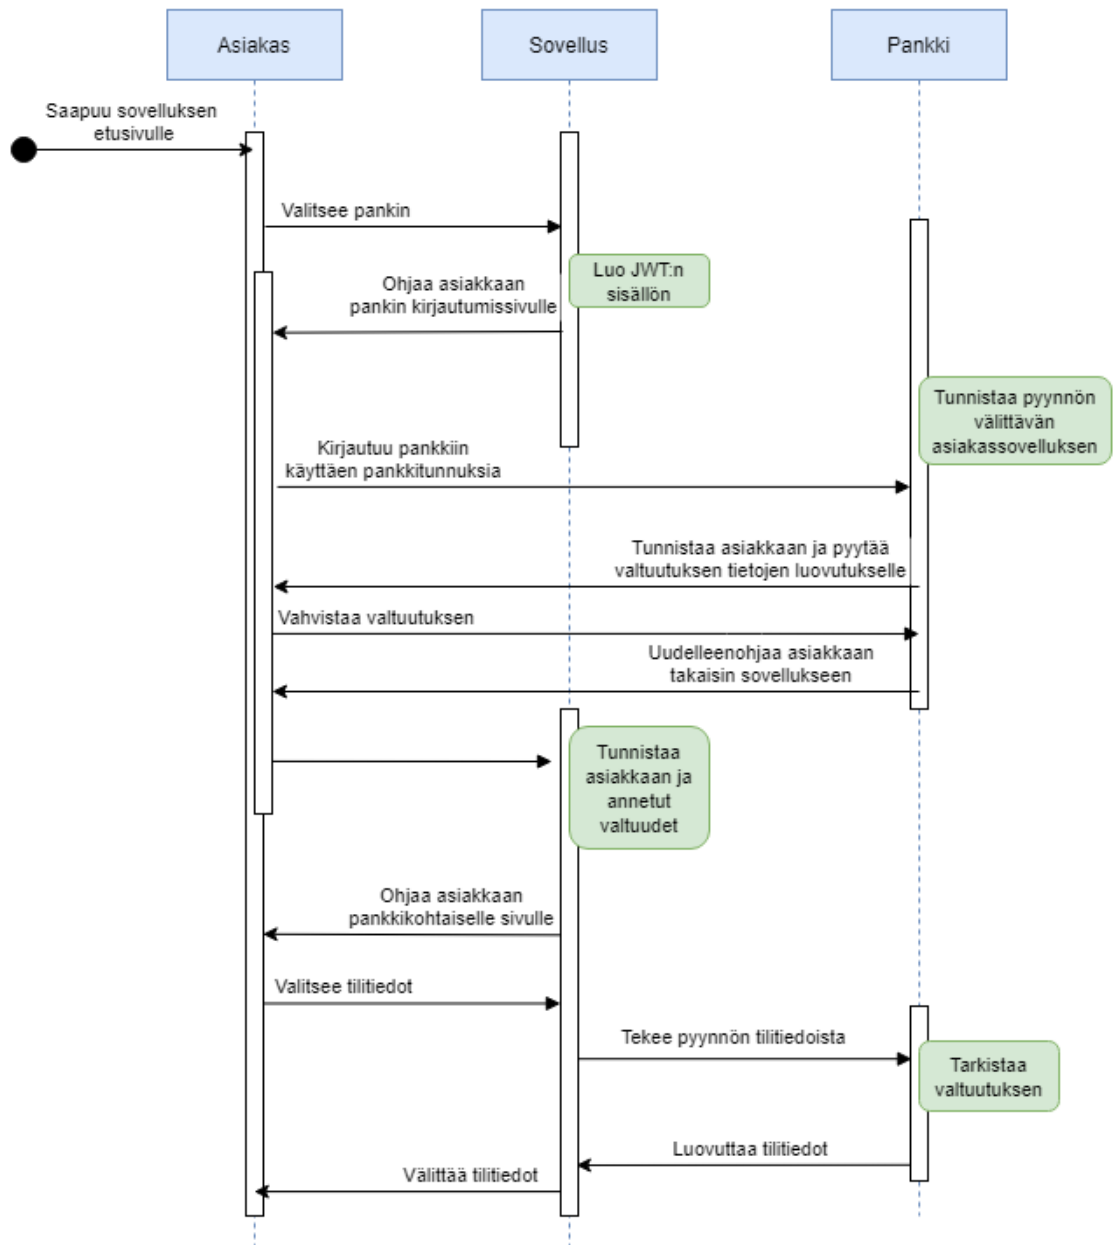 Asiakas
Sovellus
Pankki
Saapuu sovelluksen
etusivulle
Valitsee pankin
Luo JWT:n
sisällön
Ohjaa asiakkaan
pankin kirjautumissivulle
Tunnistaa pyynnön
välittävän
asiakassovelluksen
Kirjautuu pankkiin
käyttäen pankkitunnuksia
Tunnistaa asiakkaan ja pyytää
valtuutuksen tietojen luovutukselle
Vahvistaa valtuutuksen
Uudelleenohjaa asiakkaan
takaisin sovellukseen
Tunnistaa
asiakkaan ja
annetut
valtuudet
Ohjaa asiakkaan
pankkikohtaiselle sivulle
Valitsee tilitiedot
Tekee pyynnön tilitiedoista
Tarkistaa
valtuutuksen
Luovuttaa tilitiedot
Välittää tilitiedot